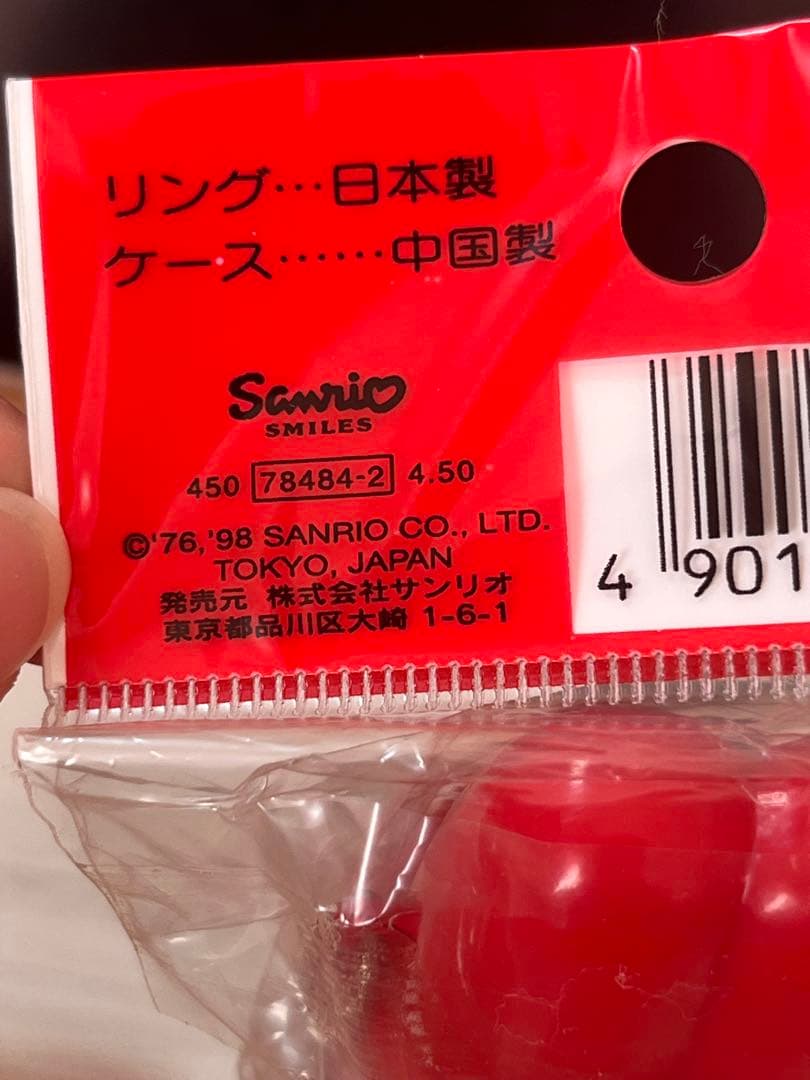 リング…日本製
ケース……中国製
Sanrio
SMILES
450 78484-2 4.50
©'76,'98 SANRIO CO., LTD.
TOKYO, JAPAN
発売元 株式会社サンリオ
東京都品川区大崎 1-6-1
4 901